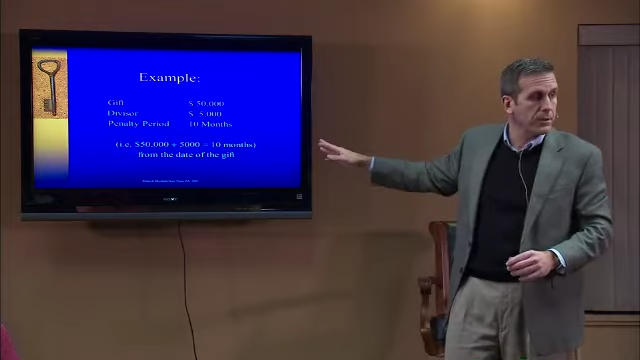 Example:
Gift $ 50,000
Divisor $ 5,000
Penalty Period 10 Months
(i.e. $50,000 ÷ 5000 = 10 months)
from the date of the gift
SONY